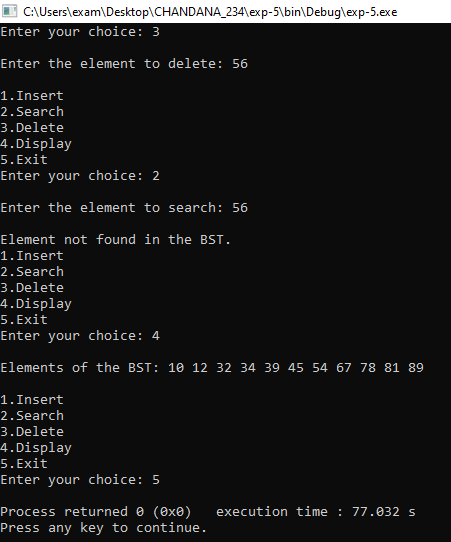 C:\Users\exam\Desktop\CHANDANA_234\exp-5\bin\Debug\exp-5.exe
Enter your choice: 3
Enter the element to delete: 56
1.Insert
2.Search
3.Delete
4.Display
5.Exit
Enter your choice: 2
Enter the element to search: 56
Element not found in the BST.
1.Insert
2.Search
3.Delete
4.Display
5.Exit
Enter your choice: 4
Elements of the BST: 10 12 32 34 39 45 54 67 78 81 89
1.Insert
2.Search
3.Delete
4.Display
5.Exit
Enter your choice: 5
Process returned 0 (0x0)   execution time : 77.032 s
Press any key to continue.